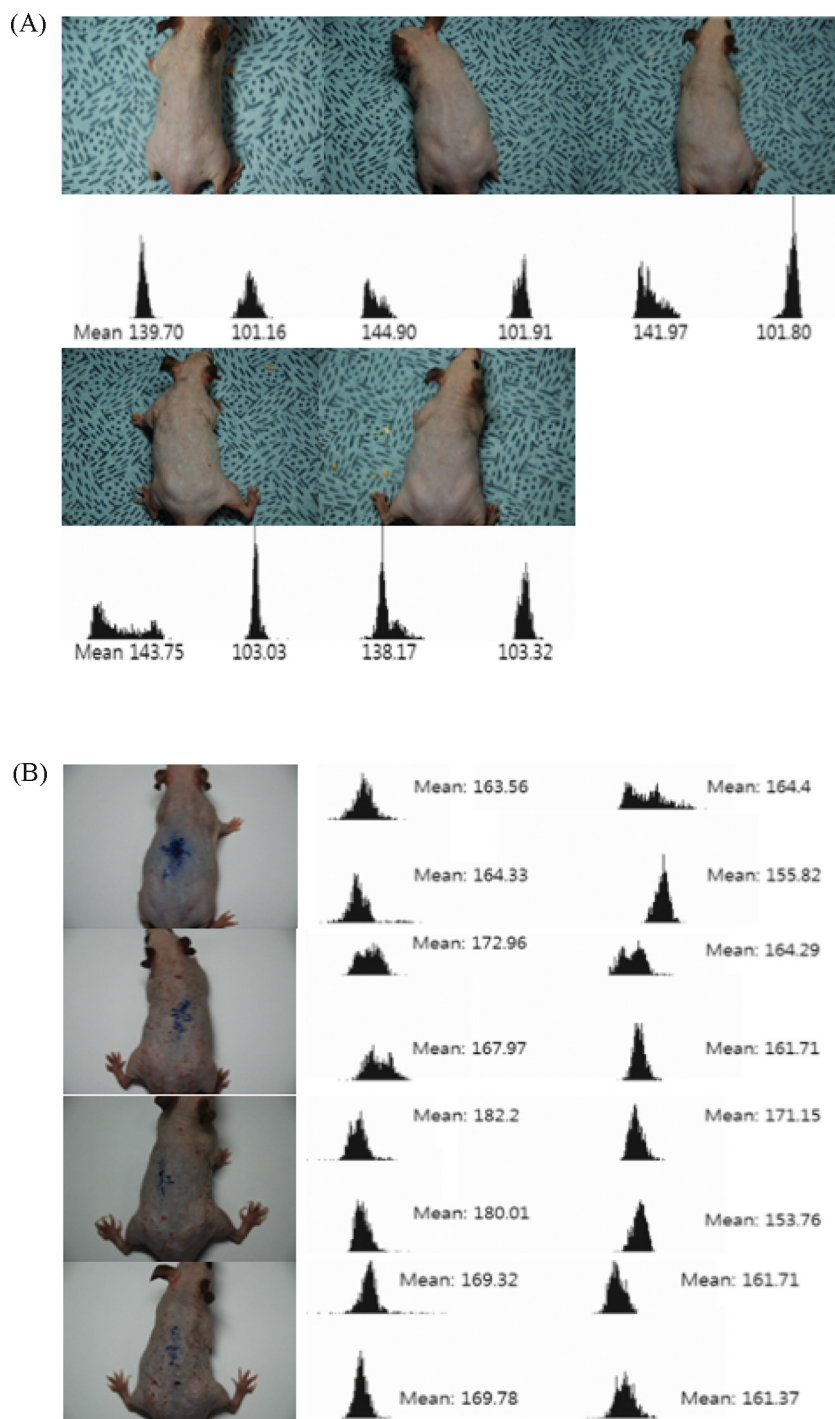 (A)
Mean 139.70 101.16 144.90 101.91 141.97 101.80
Mean 143.75 103.03 138.17 103.32
(B)
Mean: 163.56 Mean: 164.4
Mean: 164.33 Mean: 155.82
Mean: 172.96 Mean: 164.29
Mean: 167.97 Mean: 161.71
Mean: 182.2 Mean: 171.15
Mean: 180.01 Mean: 153.76
Mean: 169.32 Mean: 161.71
Mean: 169.78 Mean: 161.37